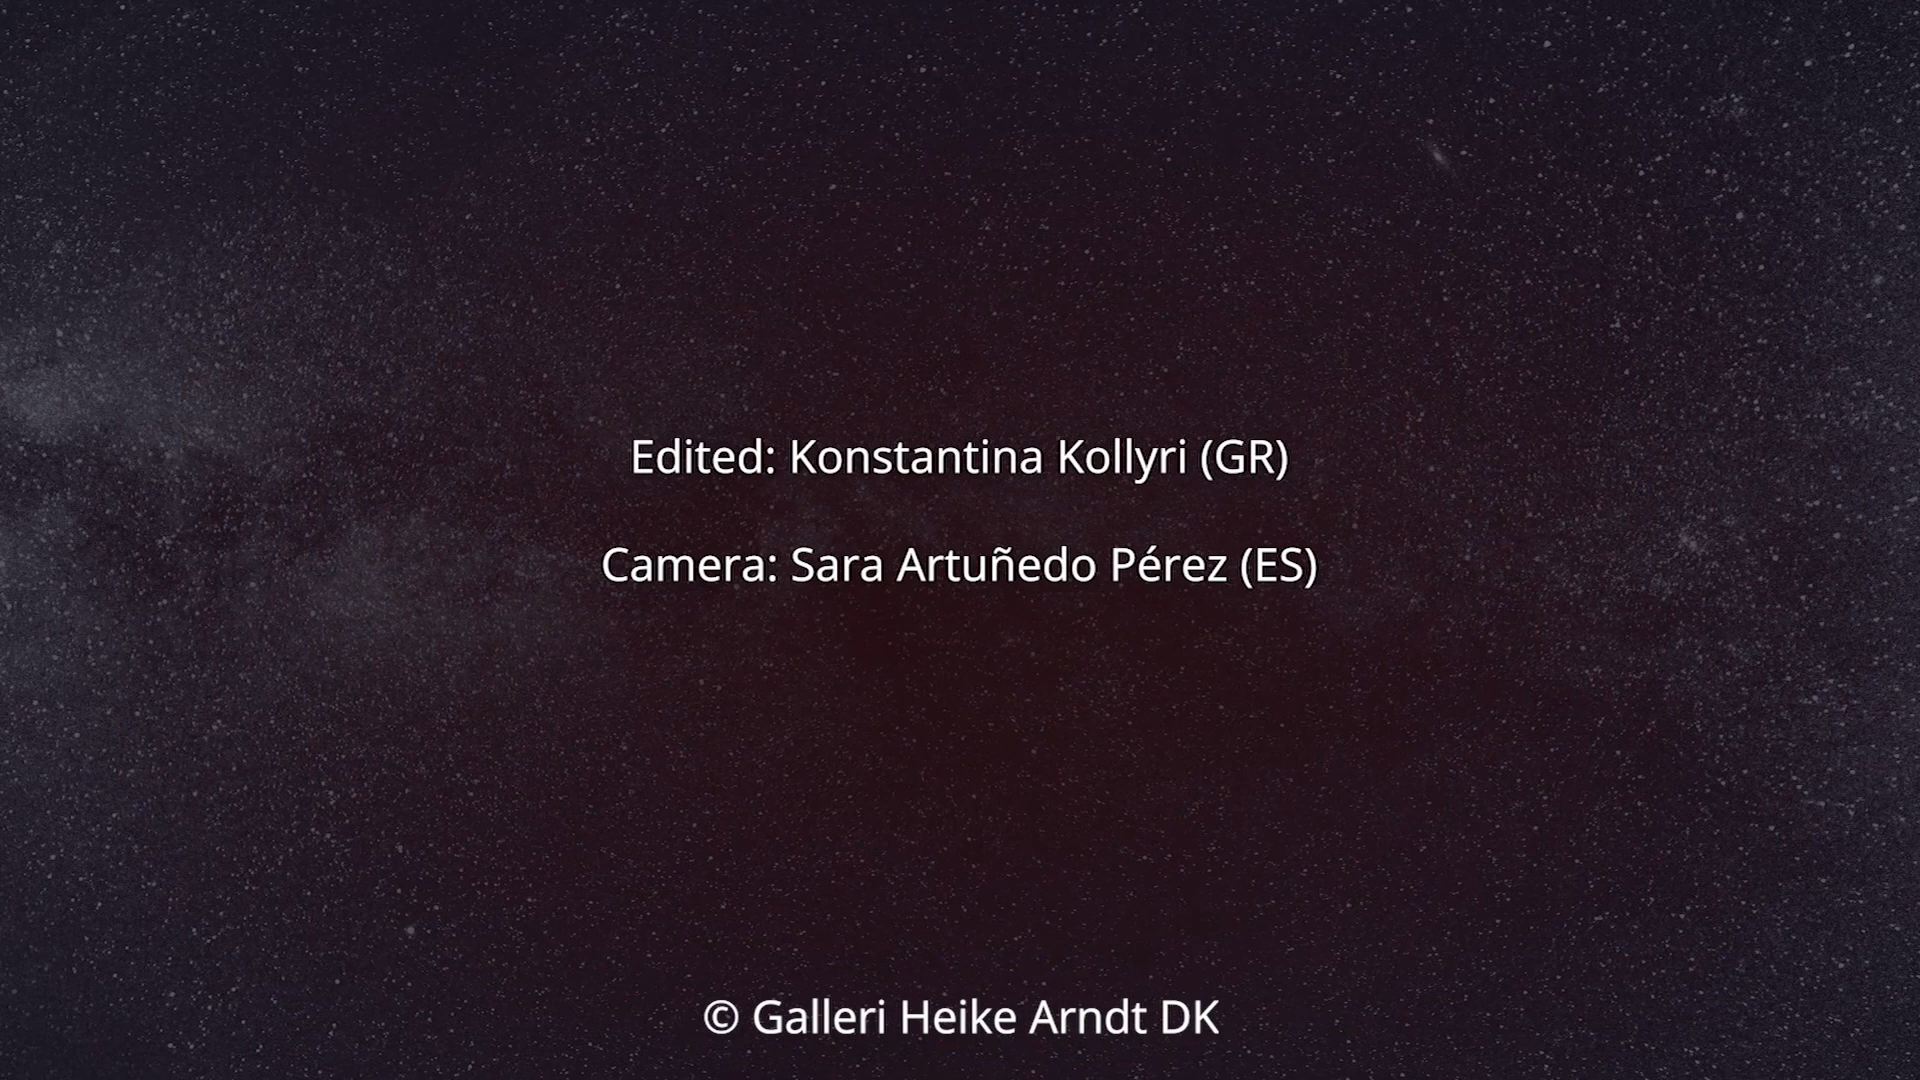 Edited: Konstantina Kollyri (GR)
Camera: Sara Artuñedo Pérez (ES)
© Galleri Heike Arndt DK